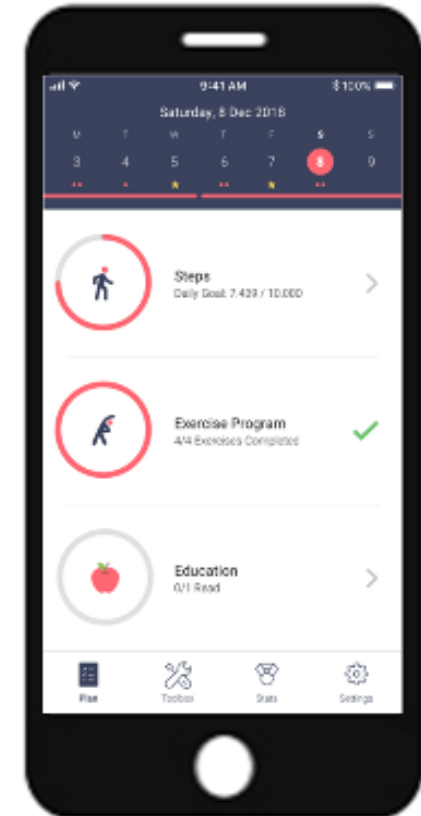 9:41 AM 100%
Saturday, 8 Dec 2018
M T W T F S S
3 4 5 6 7 8 9
Steps
Daily Goal: 7.439 / 10.000
Exercise Program
4/4 Exercises Completed
Education
0/1 Read
Plan Toolbox Stats Settings